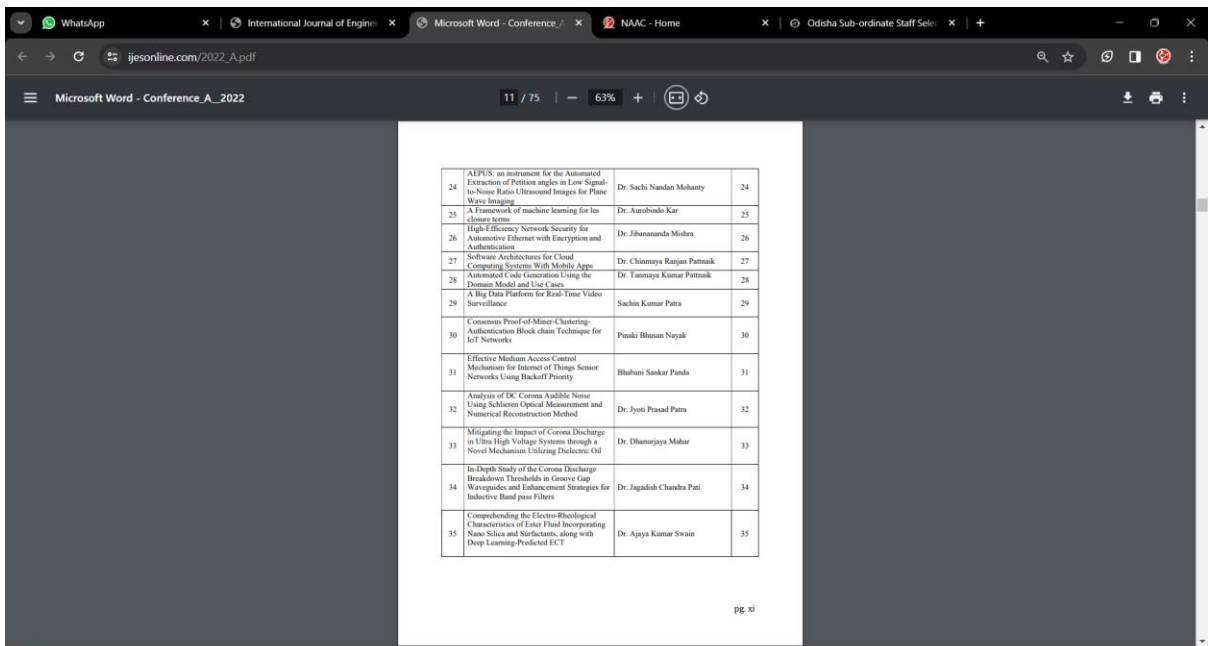 WhatsApp
International Journal of Enginee
Microsoft Word - Conference_A
NAAC - Home
Odisha Sub-ordinate Staff Selec
ijesonline.com/2022_A.pdf
Microsoft Word - Conference_A__2022
11 / 75
63%
24
AEPUS: an instrument for the Automated
Extraction of Petition angles in Low Signal-
to-Noise Ratio Ultrasound Images for Plane
Wave Imaging
Dr. Sachi Nandan Mohanty
24
25
A Framework of machine learning for les
closure terms
Dr. Aurobindo Kar
25
26
High-Efficiency Network Security for
Automotive Ethernet with Encryption and
Authentication
Dr. Jibanananda Mishra
26
27
Software Architectures for Cloud
Computing Systems With Mobile Apps
Dr. Chinmaya Ranjan Pattnaik
27
28
Automated Code Generation Using the
Domain Model and Use Cases
Dr. Tanmaya Kumar Pattnaik
28
29
A Big Data Platform for Real-Time Video
Surveillance
Sachin Kumar Patra
29
30
Consensus Proof-of-Miner-Clustering-
Authentication Block chain Technique for
IoT Networks
Pinaki Bhusan Nayak
30
31
Effective Medium Access Control
Mechanism for Internet of Things Sensor
Networks Using Backoff Priority
Bhabani Sankar Panda
31
32
Analysis of DC Corona Audible Noise
Using Schlieren Optical Measurement and
Numerical Reconstruction Method
Dr. Jyoti Prasad Patra
32
33
Mitigating the Impact of Corona Discharge
in Ultra High Voltage Systems through a
Novel Mechanism Utilizing Dielectric Oil
Dr. Dhanurjaya Mahar
33
34
In-Depth Study of the Corona Discharge
Breakdown Thresholds in Groove Gap
Waveguides and Enhancement Strategies for
Inductive Band pass Filters
Dr. Jagadish Chandra Pati
34
35
Comprehending the Electro-Rheological
Characteristics of Ester Fluid Incorporating
Nano Silica and Surfactants, along with
Deep Learning-Predicted ECT
Dr. Ajaya Kumar Swain
35
pg. xi